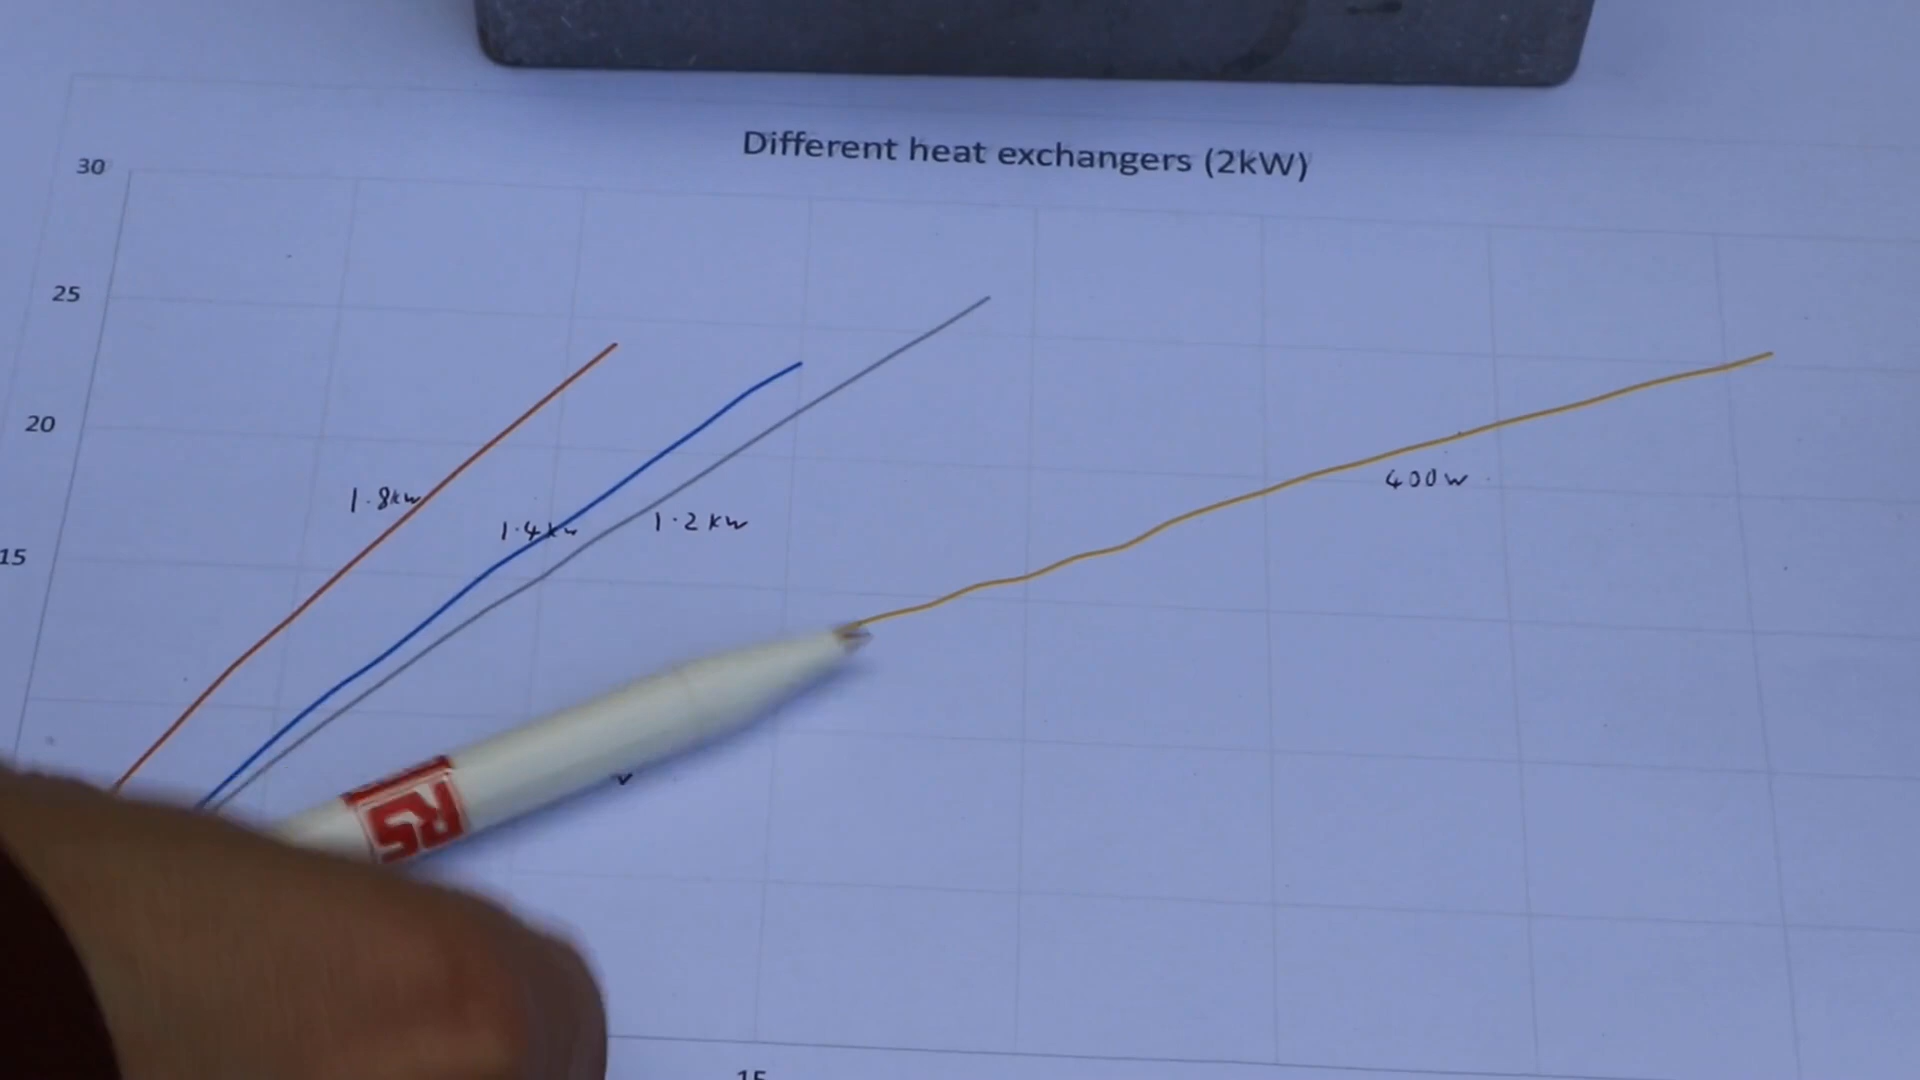 Different heat exchangers (2kW)
30
25
20
15
1.8kw
1.4kw
1.2kw
400w
RS
15